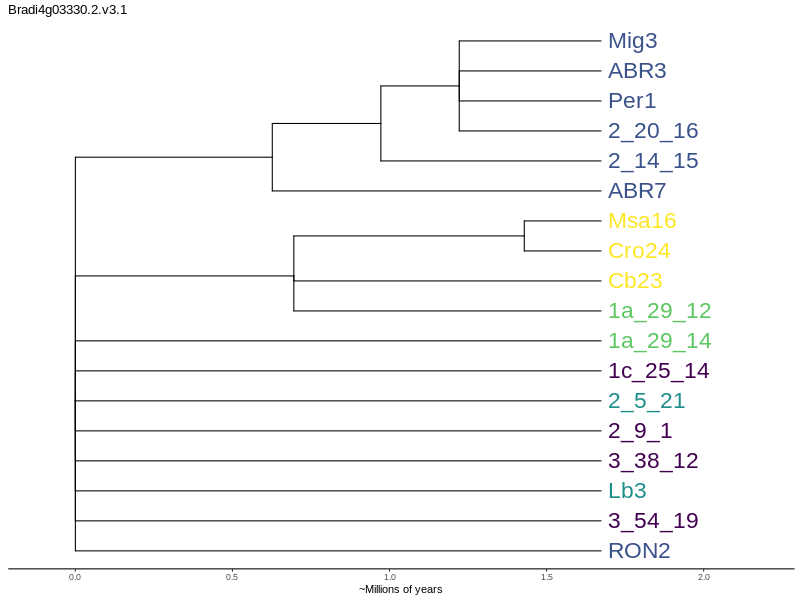 Bradi4g03330.2.v3.1
Mig3
ABR3
Per1
2_20_16
2_14_15
ABR7
Msa16
Cro24
Cb23
1a_29_12
1a_29_14
1c_25_14
2_5_21
2_9_1
3_38_12
Lb3
3_54_19
RON2
0.0 0.5 1.0 1.5 2.0
~Millions of years